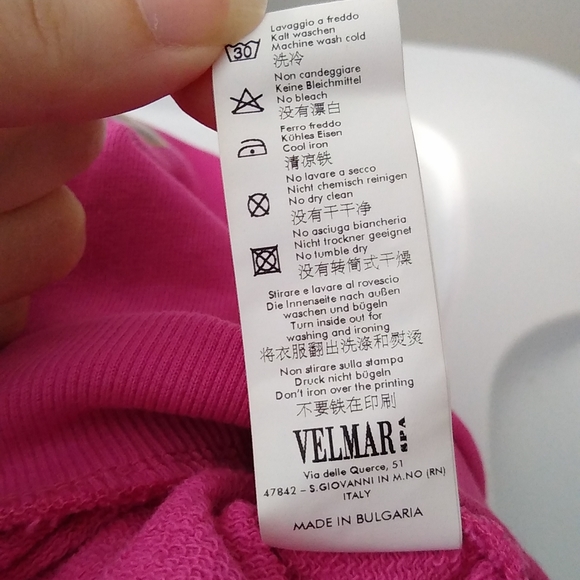 30
Lavaggio a freddo
Kalt waschen
Machine wash cold
洗冷
Non candeggiare
Keine Bleichmittel
No bleach
没有漂白
Ferro freddo
Kühles Eisen
Cool iron
清凉铁
No lavare a secco
Nicht chemisch reinigen
No dry clean
没有干干净
No asciuga biancheria
Nicht trockner geeignet
No tumble dry
没有转筒式干燥
Stirare e lavare al rovescio
Die Innenseite nach außen
waschen und bügeln
Turn inside out for
washing and ironing
将衣服翻出洗涤和熨烫
Non stirare sulla stampa
Druck nicht bügeln
Don't iron over the printing
不要铁在印刷
VELMAR SPA
Via delle Querce, 51
47842 – S.GIOVANNI IN M.NO (RN)
ITALY
MADE IN BULGARIA